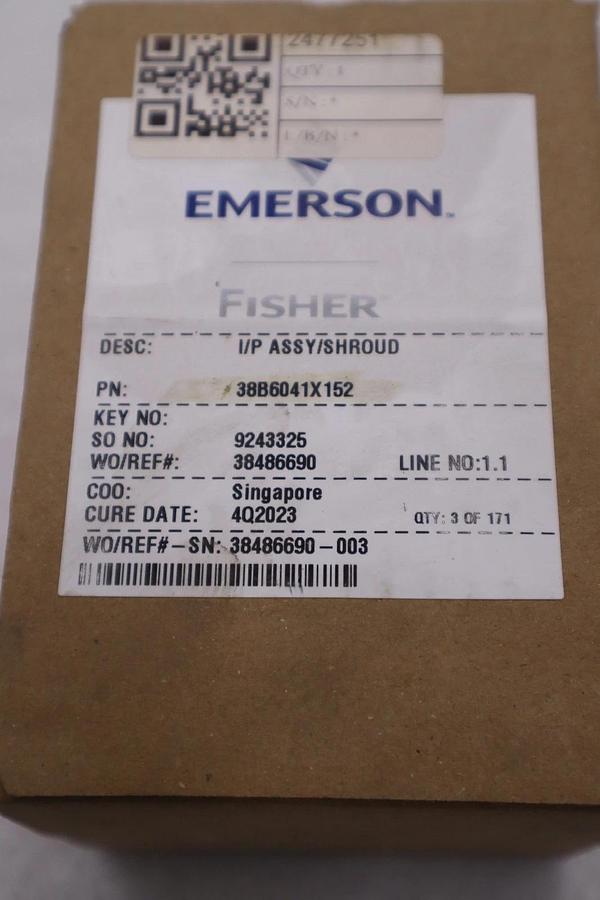 2477251
QTY : 1
S/N : *
L/B/N : *
EMERSON™
FISHER
DESC: I/P ASSY/SHROUD
PN: 38B6041X152
KEY NO:
SO NO: 9243325
WO/REF#: 38486690 LINE NO:1.1
COO: Singapore
CURE DATE: 4Q2023 QTY: 3 OF 171
WO/REF#-SN: 38486690-003